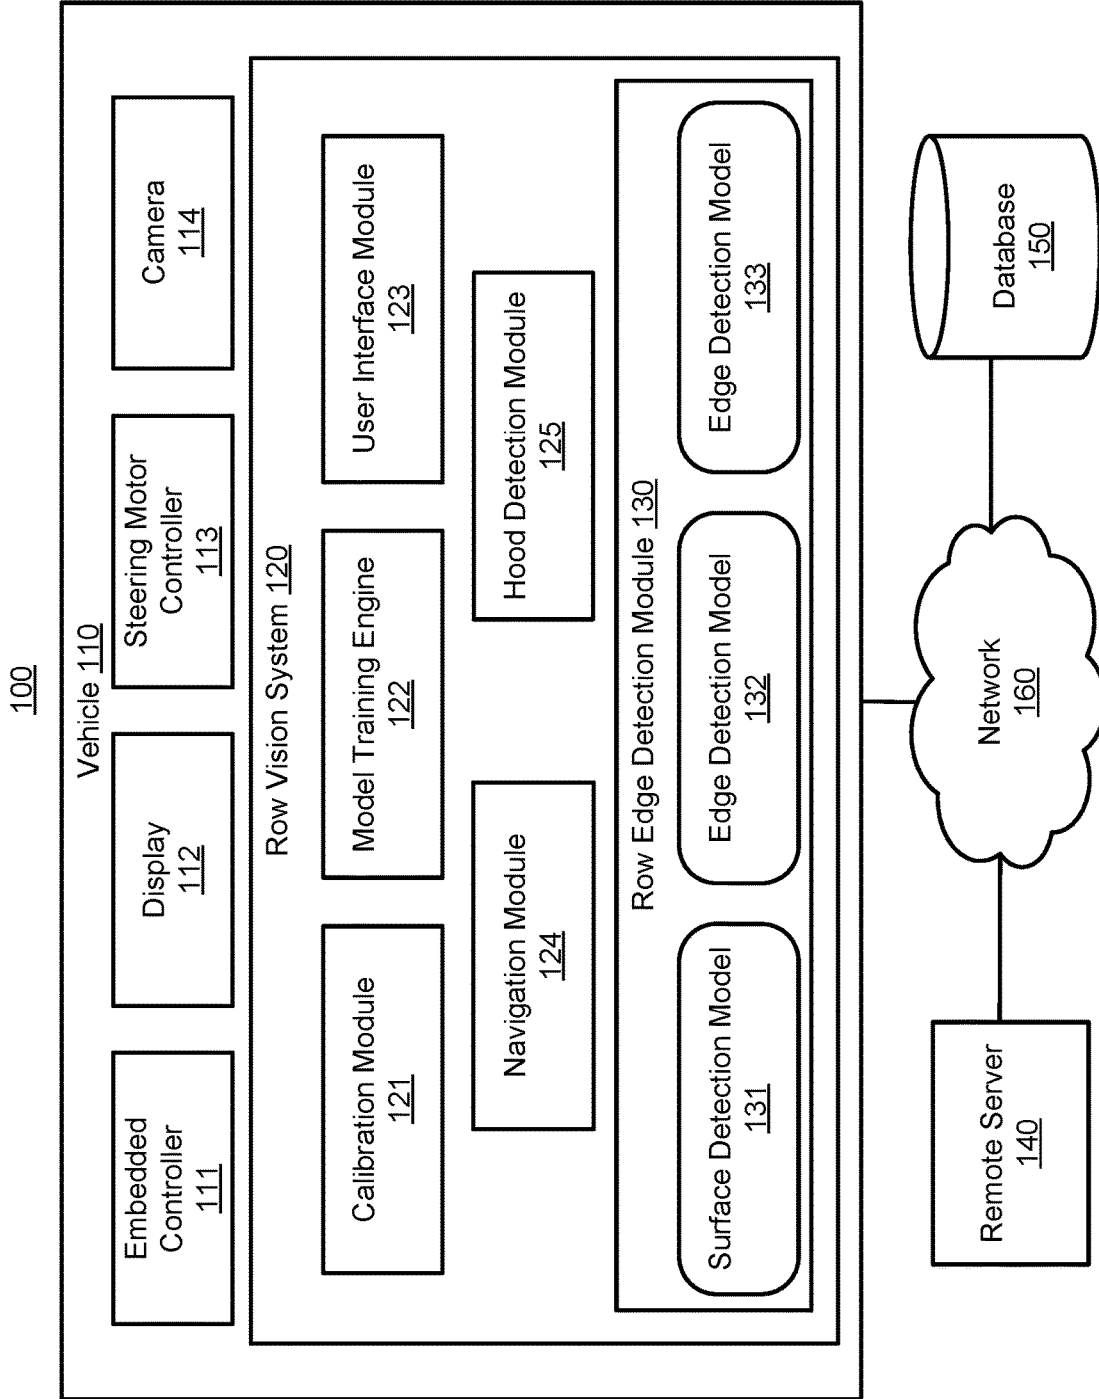 100
Vehicle 110
Embedded
Controller
111
Display
112
Steering Motor
Controller
113
Camera
114
Row Vision System 120
Calibration Module
121
Model Training Engine
122
User Interface Module
123
Navigation Module
124
Hood Detection Module
125
Row Edge Detection Module 130
Surface Detection Model
131
Edge Detection Model
132
Edge Detection Model
133
Remote Server
140
Network
160
Database
150